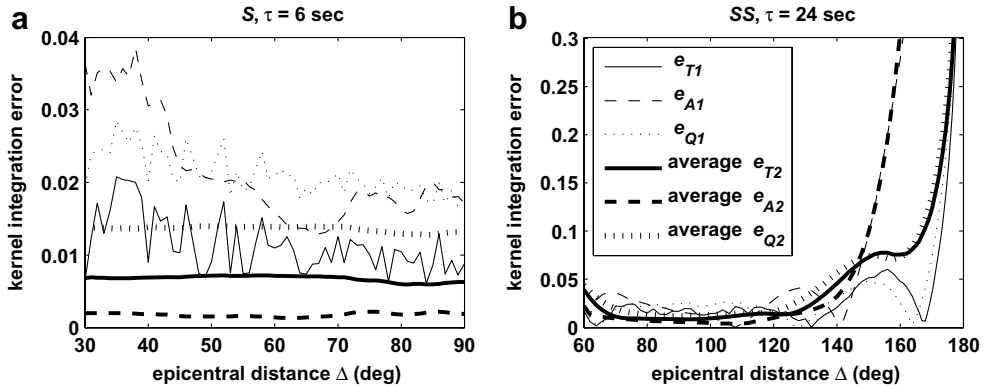 a
S, τ = 6 sec
kernel integration error
0.04
0.03
0.02
0.01
0
30
40
50
60
70
80
90
epicentral distance Δ (deg)
b
SS, τ = 24 sec
kernel integration error
0.3
0.25
0.2
0.15
0.1
0.05
0
60
80
100
120
140
160
180
epicentral distance Δ (deg)
e_T1
e_A1
e_Q1
average e_T2
average e_A2
average e_Q2